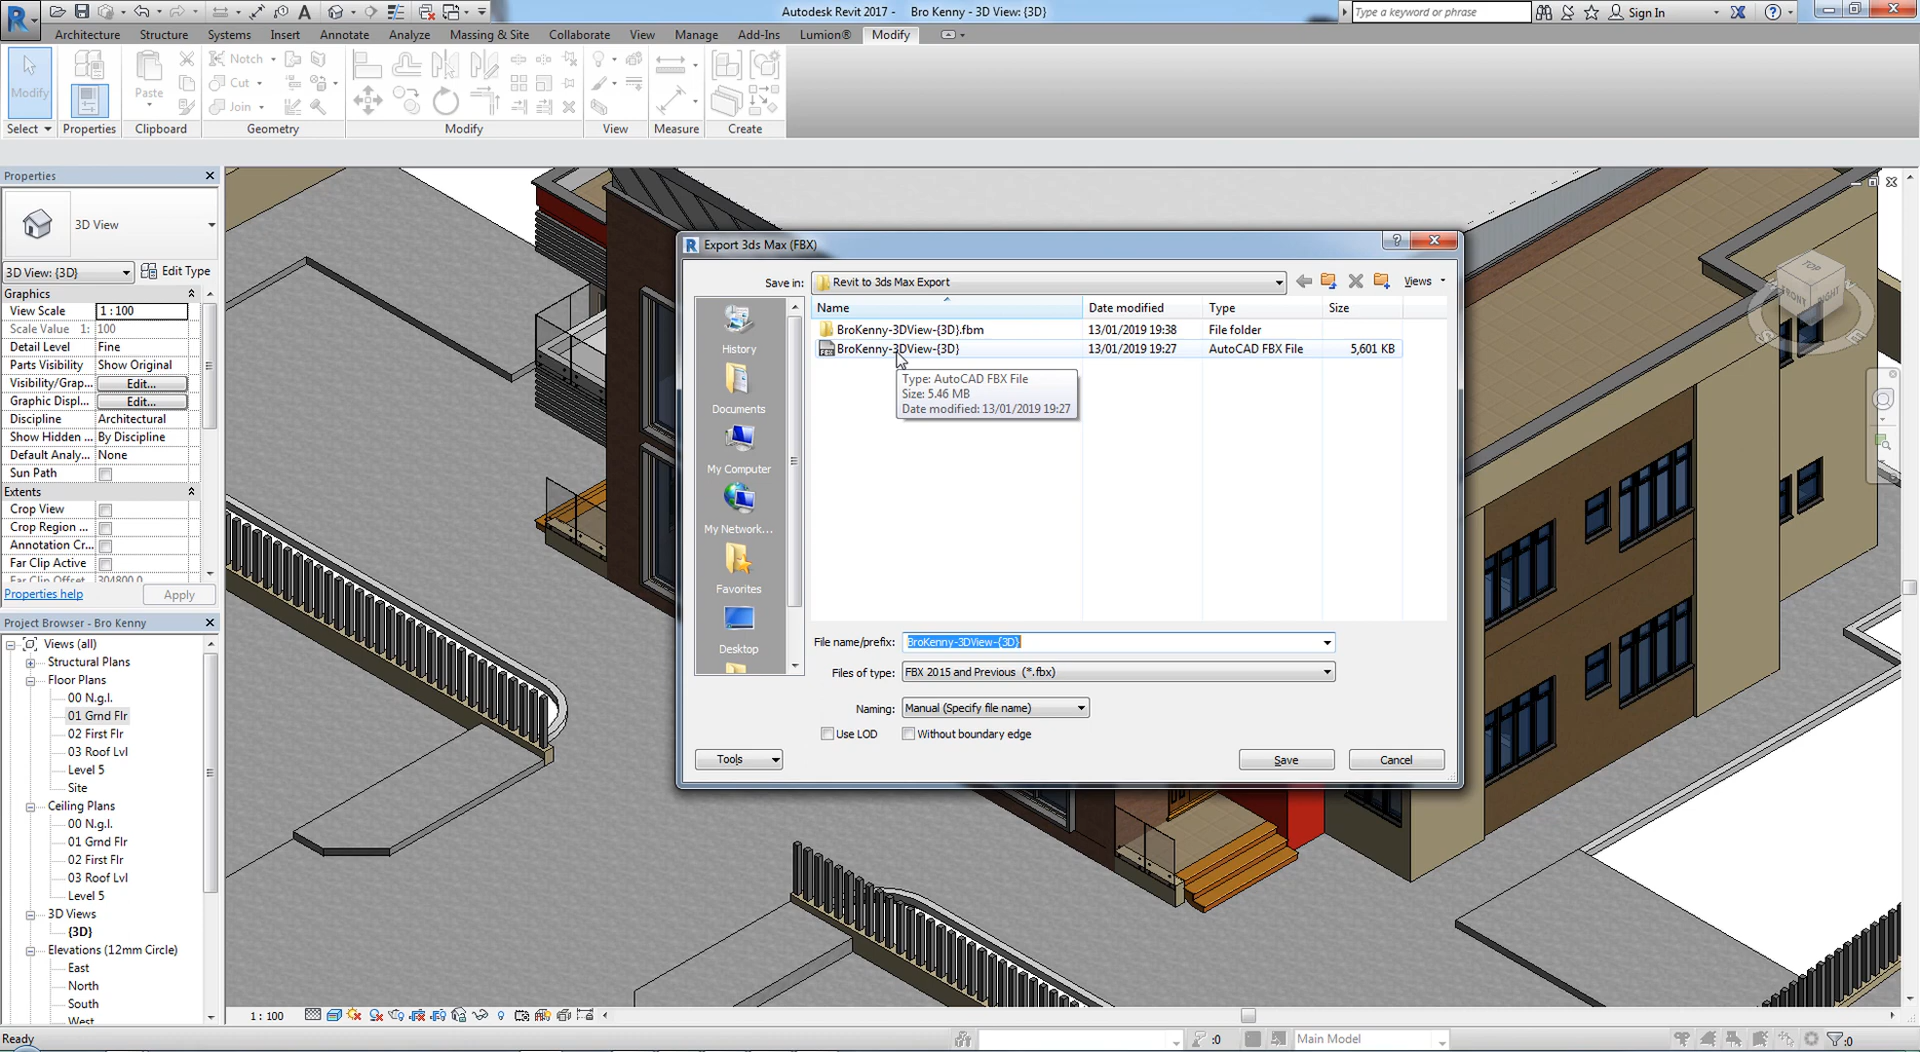 Autodesk Revit 2017 - Bro Kenny - 3D View: {3D}
Type a keyword or phrase
Sign In
Architecture Structure Systems Insert Annotate Analyze Massing & Site Collaborate View Manage Add-Ins Lumion® Modify
Modify
Paste
Notch
Cut
Join
Select Properties Clipboard Geometry Modify View Measure Create
Properties
3D View
3D View: {3D} Edit Type
Graphics
View Scale 1 : 100
Scale Value 1: 100
Detail Level Fine
Parts Visibility Show Original
Visibility/Grap... Edit...
Graphic Displ... Edit...
Discipline Architectural
Show Hidden ... By Discipline
Default Analy... None
Sun Path
Extents
Crop View
Crop Region ...
Annotation Cr...
Far Clip Active
Far Clip Offset 304800.0
Properties help Apply
Project Browser - Bro Kenny
Views (all)
Structural Plans
Floor Plans
00 N.g.l.
01 Grnd Flr
02 First Flr
03 Roof Lvl
Level 5
Site
Ceiling Plans
00 N.g.l.
01 Grnd Flr
02 First Flr
03 Roof Lvl
Level 5
3D Views
{3D}
Elevations (12mm Circle)
East
North
South
West
Export 3ds Max (FBX)
Save in: Revit to 3ds Max Export Views
Name Date modified Type Size
BroKenny-3DView-{3D}.fbm 13/01/2019 19:38 File folder
BroKenny-3DView-{3D} 13/01/2019 19:27 AutoCAD FBX File 5,601 KB
Type: AutoCAD FBX File
Size: 5.46 MB
Date modified: 13/01/2019 19:27
History
Documents
My Computer
My Network...
Favorites
Desktop
File name/prefix: BroKenny-3DView-{3D}
Files of type: FBX 2015 and Previous (*.fbx)
Naming: Manual (Specify file name)
Use LOD Without boundary edge
Tools Save Cancel
TOP
FRONT
RIGHT
S
E
1 : 100
Ready
:0
Main Model
:0